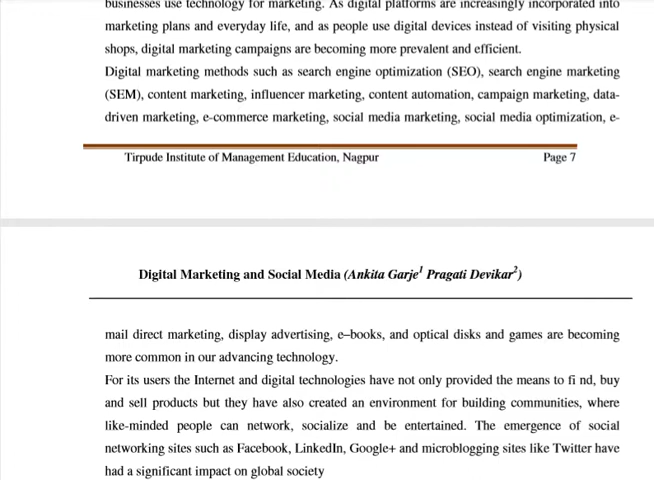 businesses use technology for marketing. As digital platforms are increasingly incorporated into
marketing plans and everyday life, and as people use digital devices instead of visiting physical
shops, digital marketing campaigns are becoming more prevalent and efficient.
Digital marketing methods such as search engine optimization (SEO), search engine marketing
(SEM), content marketing, influencer marketing, content automation, campaign marketing, data-
driven marketing, e-commerce marketing, social media marketing, social media optimization, e-
Tirpude Institute of Management Education, Nagpur Page 7
Digital Marketing and Social Media (Ankita Garje1 Pragati Devikar2)
mail direct marketing, display advertising, e–books, and optical disks and games are becoming
more common in our advancing technology.
For its users the Internet and digital technologies have not only provided the means to fi nd, buy
and sell products but they have also created an environment for building communities, where
like-minded people can network, socialize and be entertained. The emergence of social
networking sites such as Facebook, LinkedIn, Google+ and microblogging sites like Twitter have
had a significant impact on global society